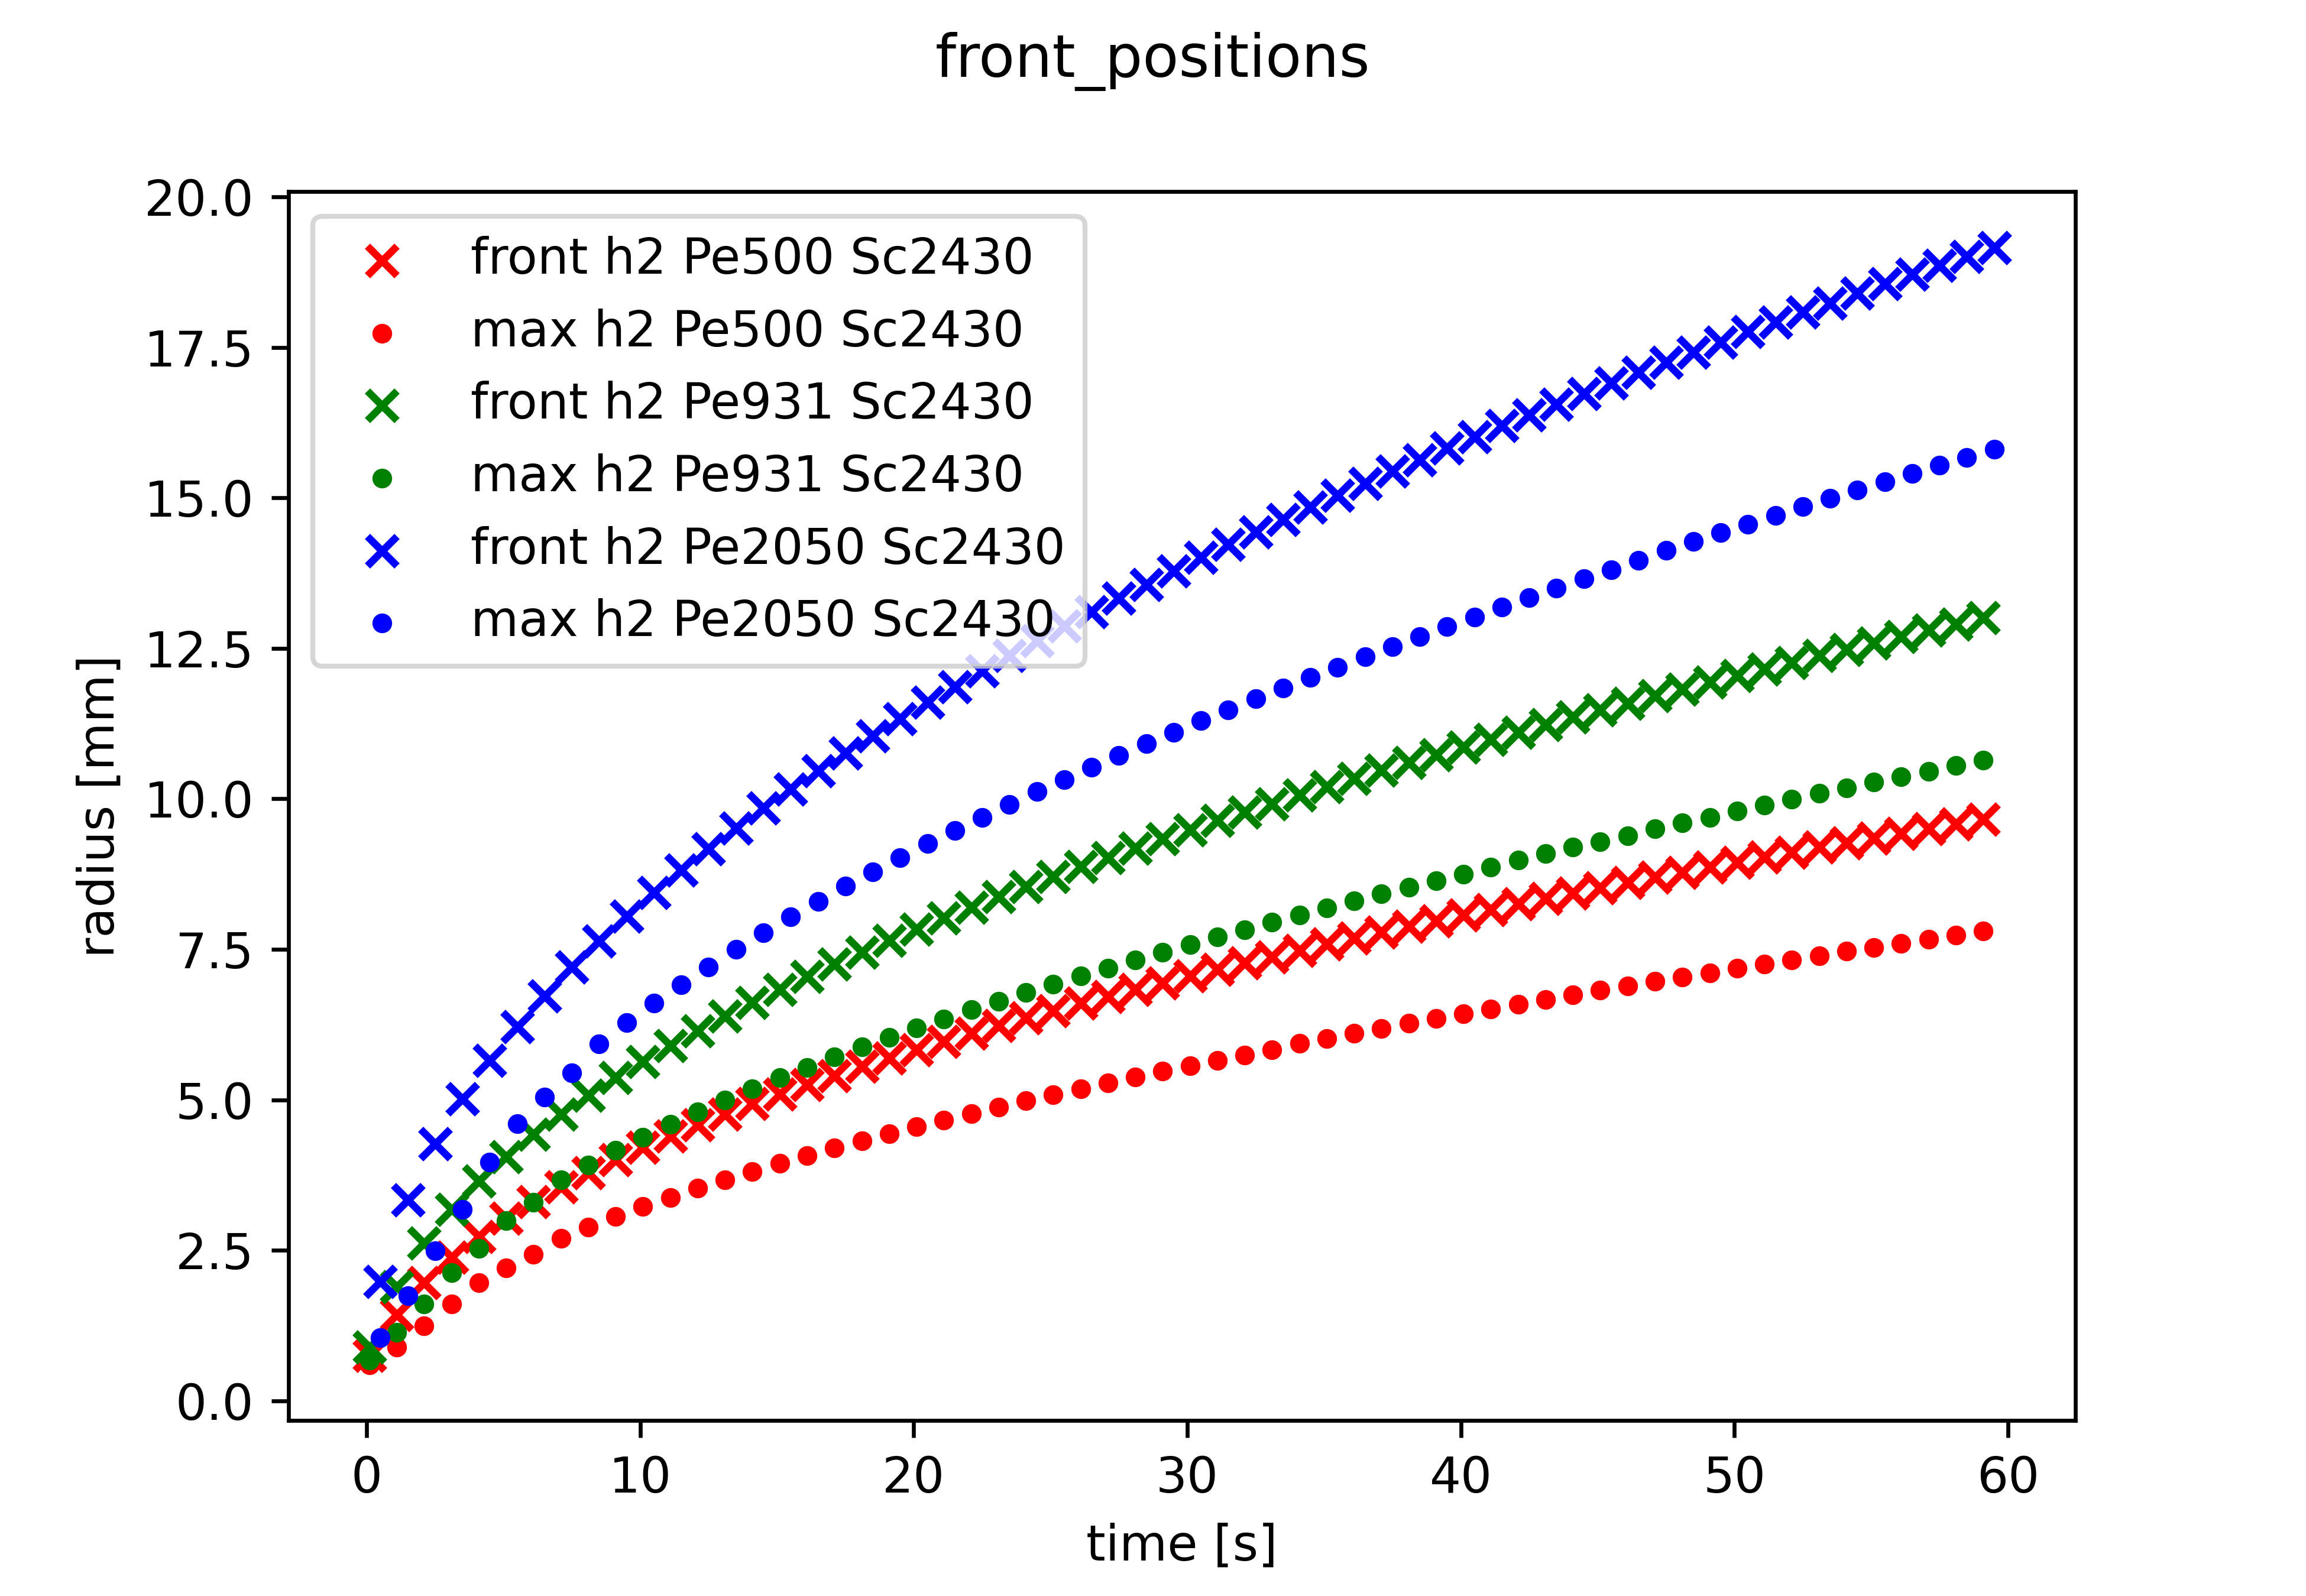 front_positions
20.0
17.5
15.0
12.5
10.0
7.5
5.0
2.5
0.0
radius [mm]
front h2 Pe500 Sc2430
max h2 Pe500 Sc2430
front h2 Pe931 Sc2430
max h2 Pe931 Sc2430
front h2 Pe2050 Sc2430
max h2 Pe2050 Sc2430
0 10 20 30 40 50 60
time [s]